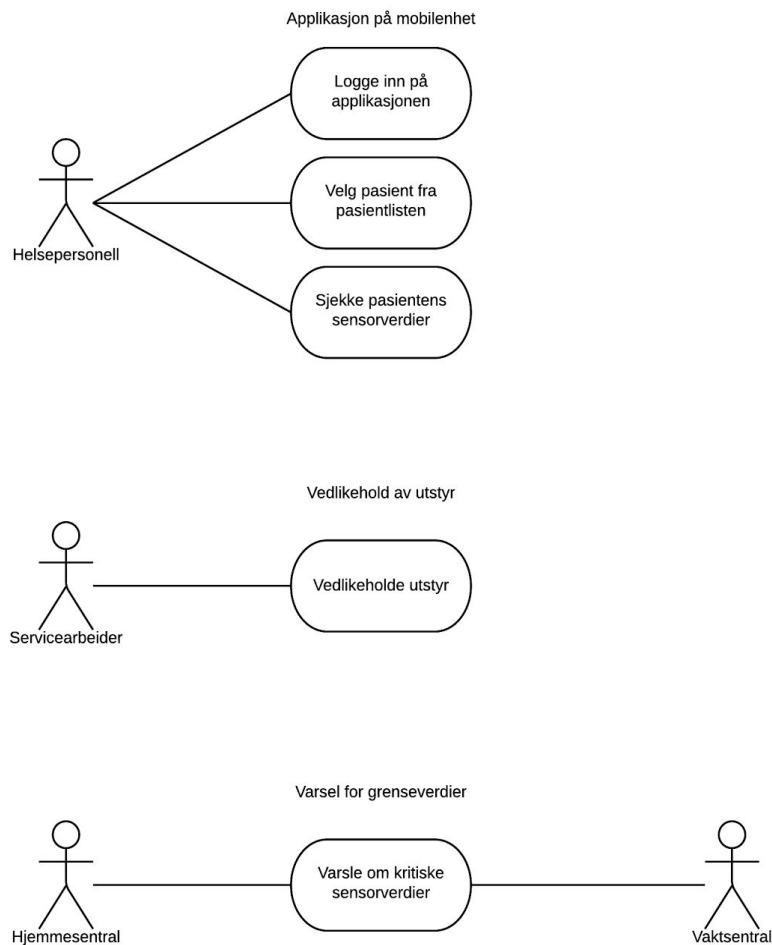 Applikasjon på mobilenhet
Logge inn på
applikasjonen
Velg pasient fra
pasientlisten
Helsepersonell
Sjekke pasientens
sensorverdier
Vedlikehold av utstyr
Vedlikeholde utstyr
Servicearbeider
Varsel for grenseverdier
Varsle om kritiske
sensorverdier
Hjemmesentral
Vaktsentral